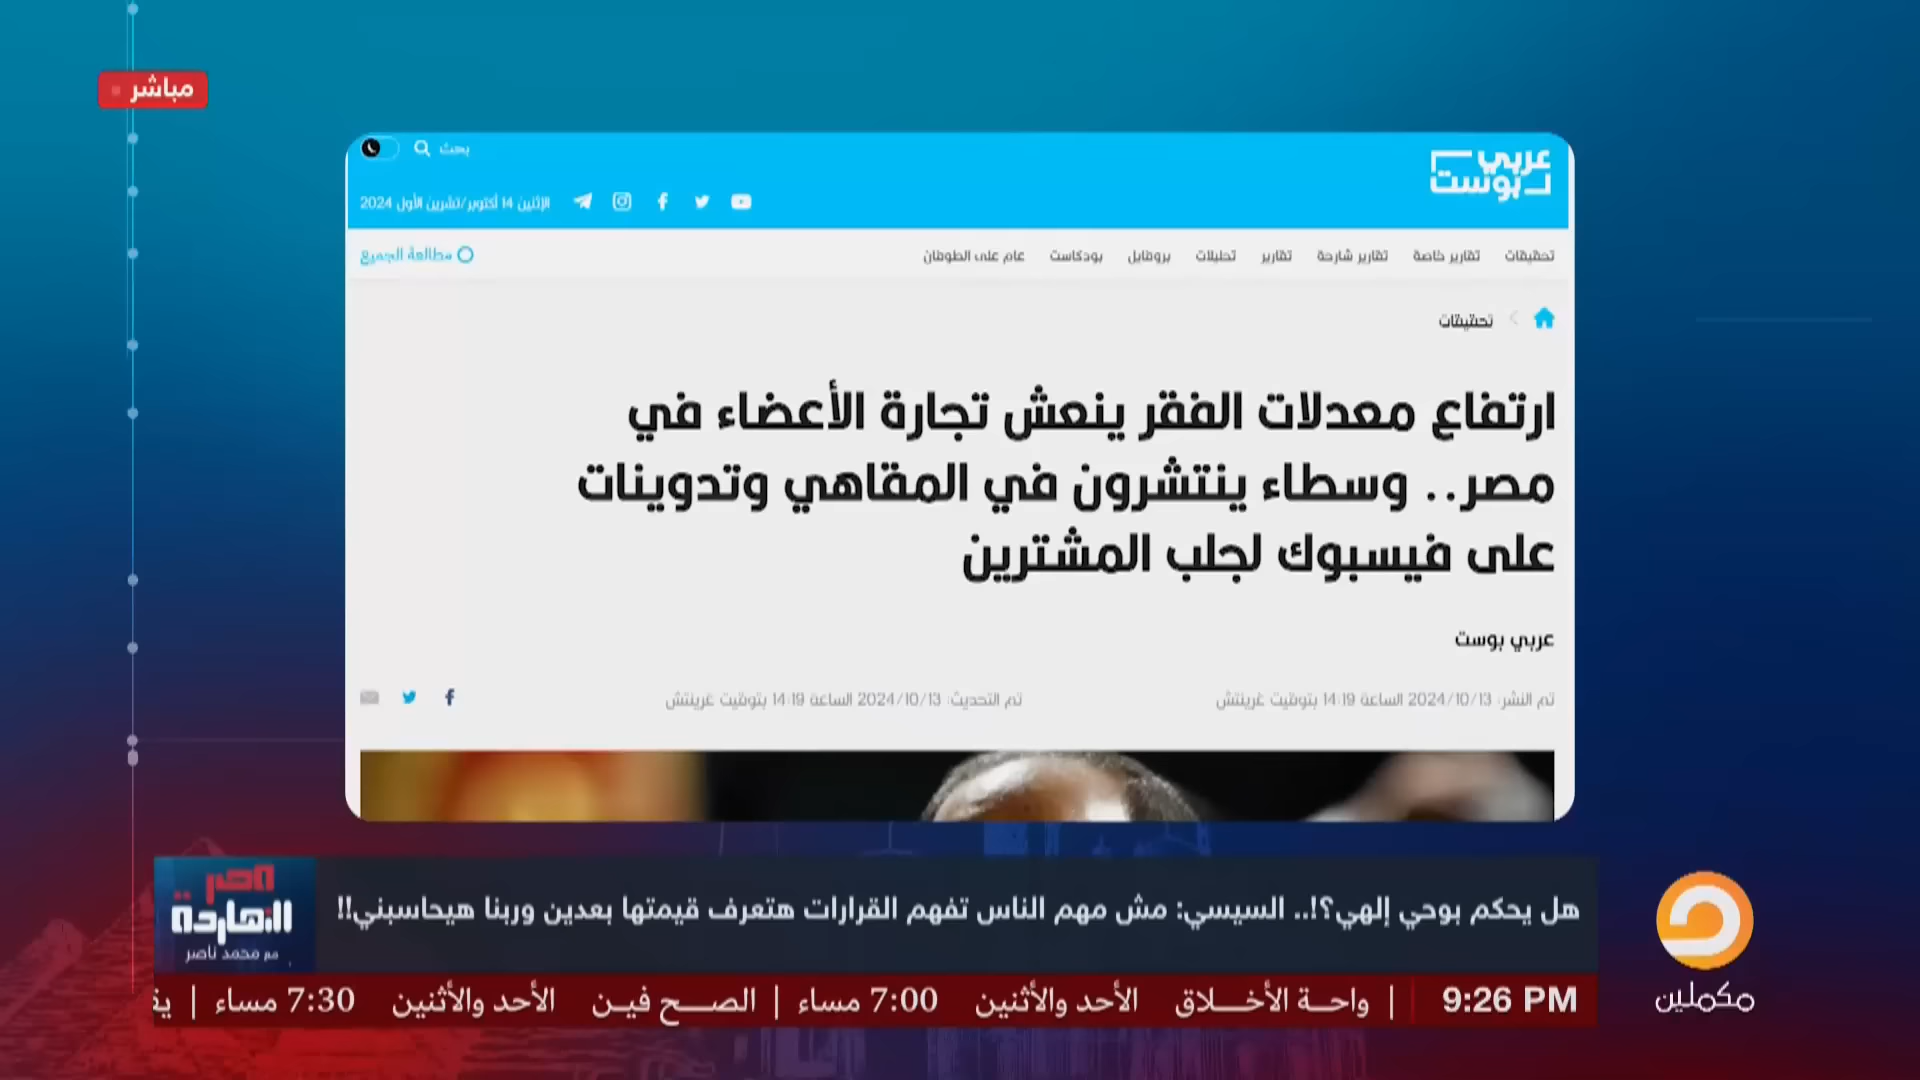 مباشر
بحث
عربي
بوست
الإثنين 14 أكتوبر/تشرين الأول 2024
تحقيقات
تقارير خاصة
تقارير شارحة
تقارير
تحليلات
بروفايل
بودكاست
عام على الطوفان
مطالعة الجميع
تحقيقات
ارتفاع معدلات الفقر ينعش تجارة الأعضاء في
مصر.. وسطاء ينتشرون في المقاهي وتدوينات
على فيسبوك لجلب المشترين
عربي بوست
تم النشر: 2024/10/13 الساعة 14:19 بتوقيت غرينتش
تم التحديث: 2024/10/13 الساعة 14:19 بتوقيت غرينتش
هل يحكم بوحي إلهي؟!.. السيسي: مش مهم الناس تفهم القرارات هتعرف قيمتها بعدين وربنا هيحاسبني!!
مصر
النهاردة
مع محمد ناصر
9:26 PM
| واحـة الأخـــلاق الأحد والأثنين 7:00 مساء | الصـــح فيـن الأحد والأثنين 7:30 مساء |
مكملين